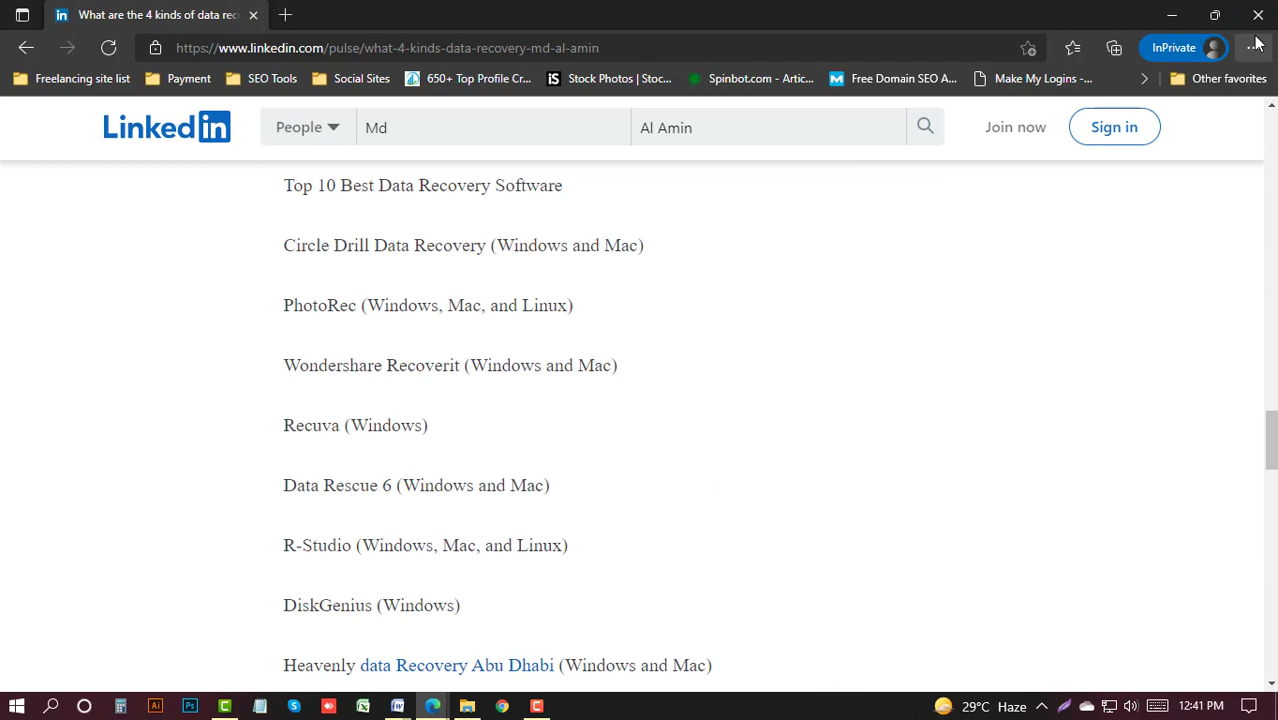 What are the 4 kinds of data reco
https://www.linkedin.com/pulse/what-4-kinds-data-recovery-md-al-amin
InPrivate
Freelancing site list
Payment
SEO Tools
Social Sites
650+ Top Profile Cr...
Stock Photos | Stoc...
Spinbot.com - Artic...
Free Domain SEO A...
Make My Logins -...
Other favorites
LinkedIn
People
Md
Al Amin
Join now
Sign in
Top 10 Best Data Recovery Software
Circle Drill Data Recovery (Windows and Mac)
PhotoRec (Windows, Mac, and Linux)
Wondershare Recoverit (Windows and Mac)
Recuva (Windows)
Data Rescue 6 (Windows and Mac)
R-Studio (Windows, Mac, and Linux)
DiskGenius (Windows)
Heavenly data Recovery Abu Dhabi (Windows and Mac)
29°C Haze
12:41 PM